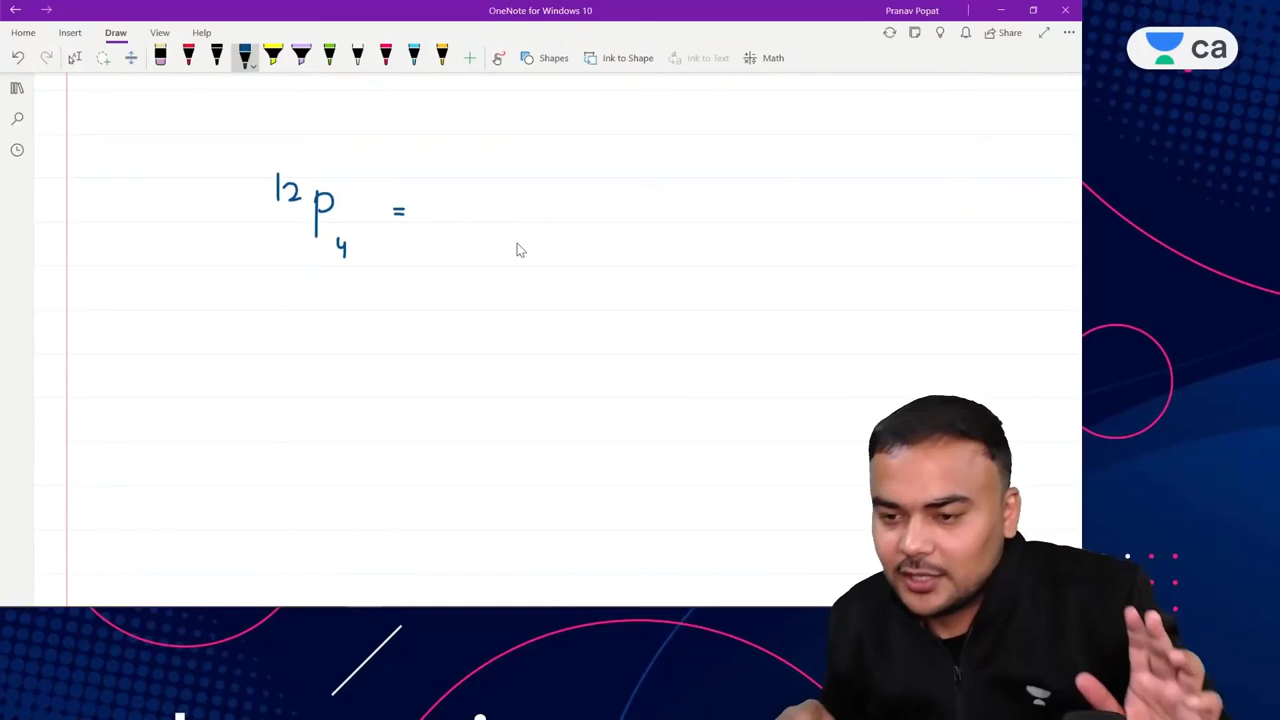 OneNote for Windows 10
Pranav Popat
Home Insert Draw View Help
Share
Shapes Ink to Shape Ink to Text Math
ca
12
P =
4